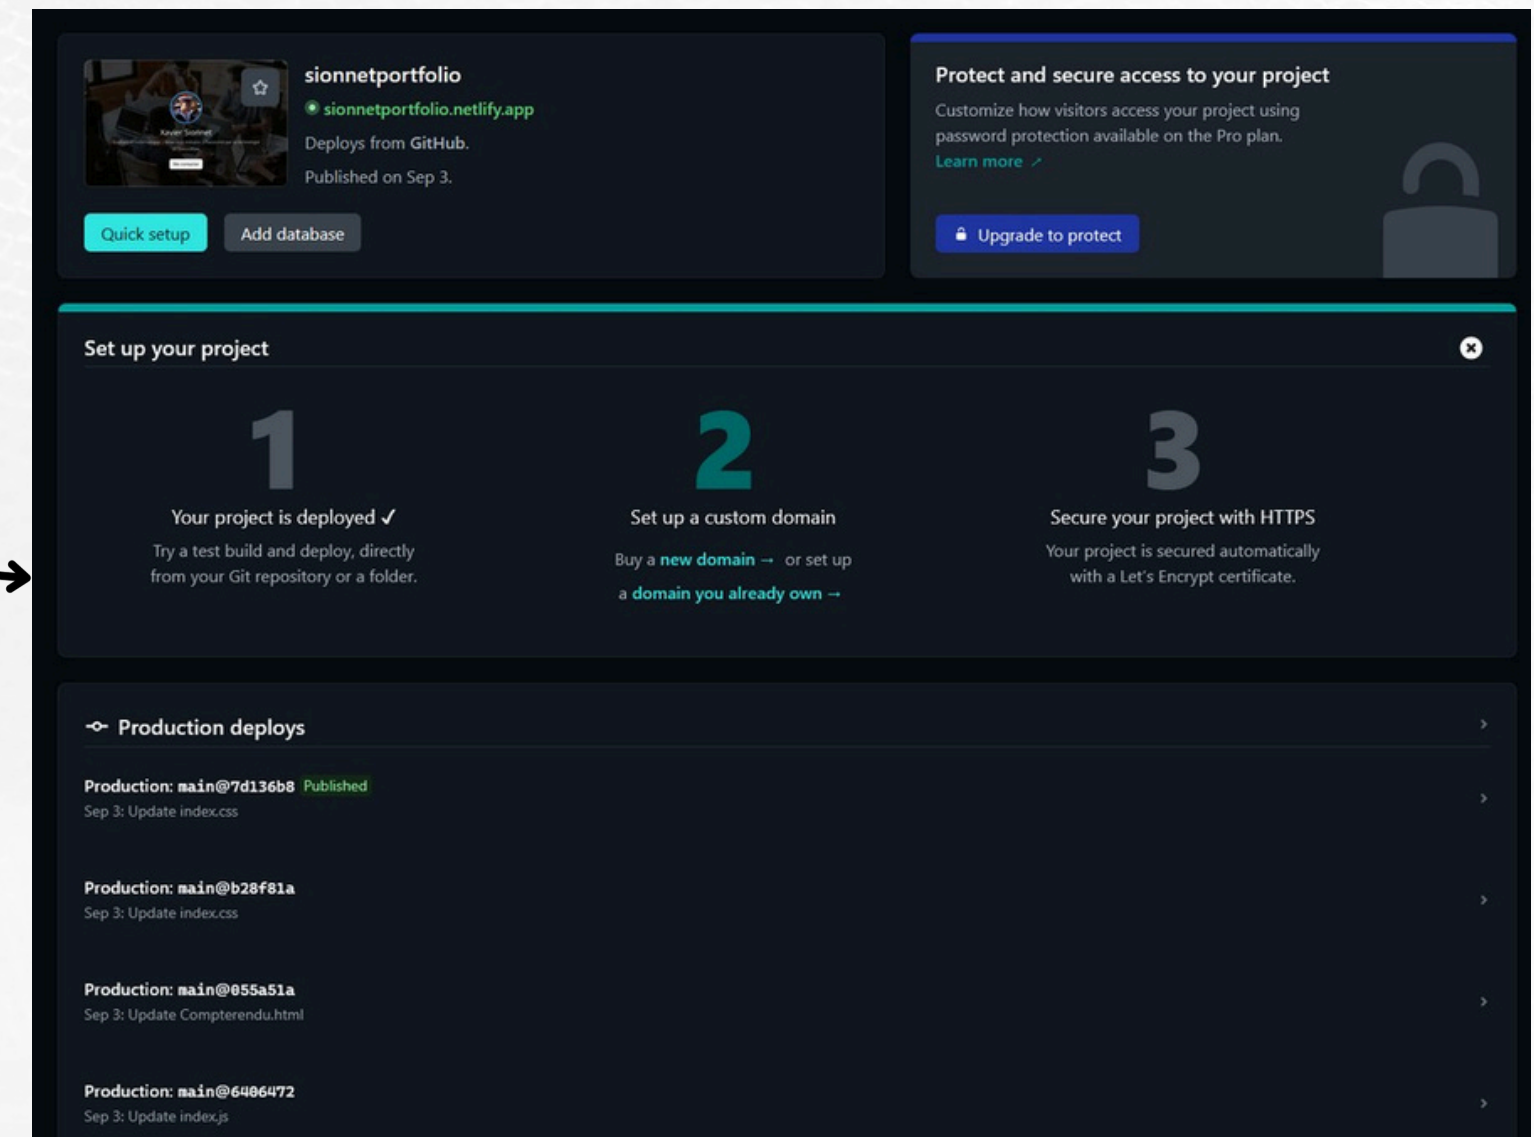 sionnetportfolio
sionnetportfolio.netlify.app
Deploys from GitHub.
Published on Sep 3.
Xavier Sionnet
Quick setup
Add database
Protect and secure access to your project
Customize how visitors access your project using
password protection available on the Pro plan.
Learn more ↗
Upgrade to protect
Set up your project
1
Your project is deployed ✓
Try a test build and deploy, directly
from your Git repository or a folder.
2
Set up a custom domain
Buy a new domain → or set up
a domain you already own →
3
Secure your project with HTTPS
Your project is secured automatically
with a Let's Encrypt certificate.
Production deploys
Production: main@7d136b8 Published
Sep 3: Update index.css
Production: main@b28f81a
Sep 3: Update index.css
Production: main@055a51a
Sep 3: Update Compterendu.html
Production: main@6406472
Sep 3: Update index.js